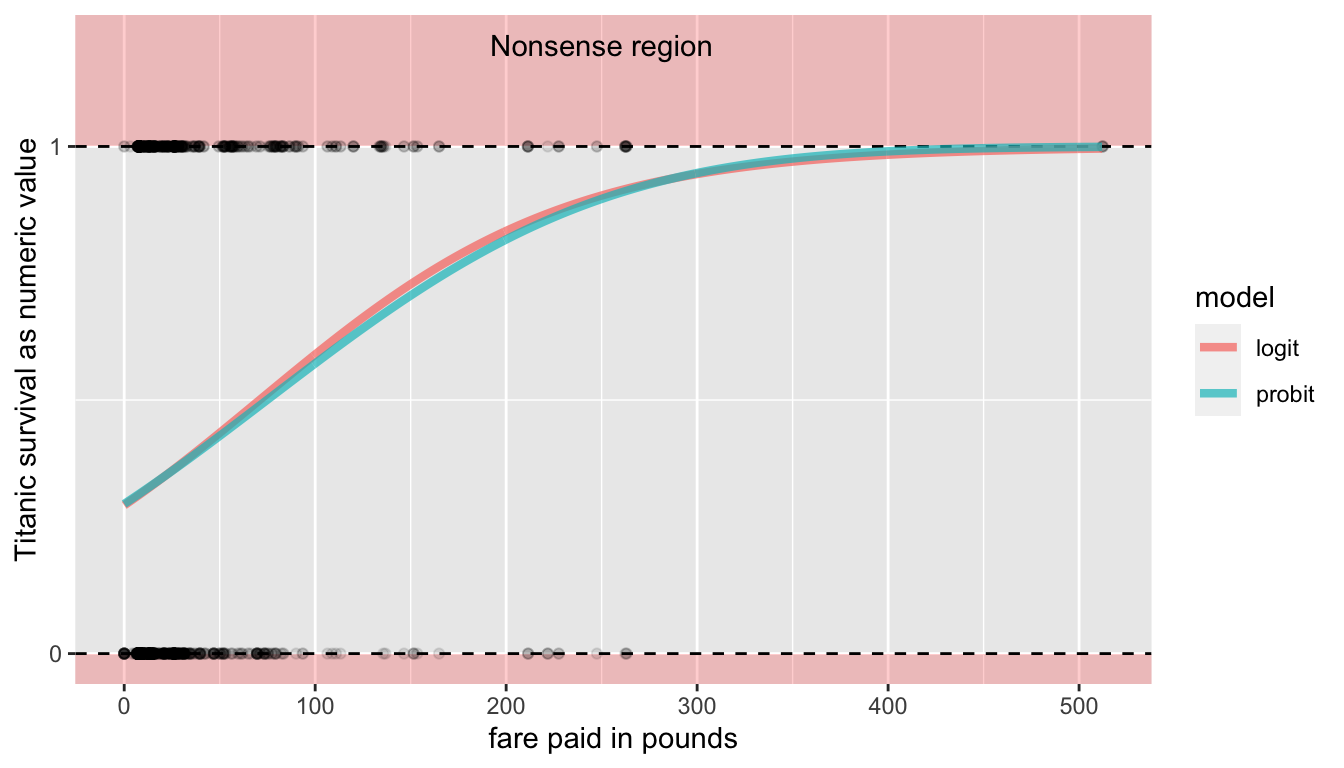 Nonsense region
1
0
Titanic survival as numeric value
0 100 200 300 400 500
fare paid in pounds
model
logit
probit